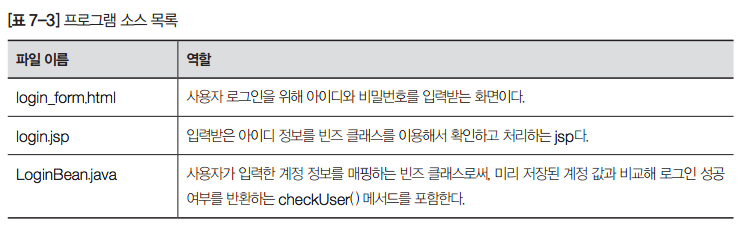 [표 7-3] 프로그램 소스 목록
파일 이름 역할
login_form.html 사용자 로그인을 위해 아이디와 비밀번호를 입력받는 화면이다.
login.jsp 입력받은 아이디 정보를 빈즈 클래스를 이용해서 확인하고 처리하는 jsp다.
LoginBean.java 사용자가 입력한 계정 정보를 매핑하는 빈즈 클래스로써, 미리 저장된 계정 값과 비교해 로그인 성공
여부를 반환하는 checkUser( ) 메서드를 포함한다.